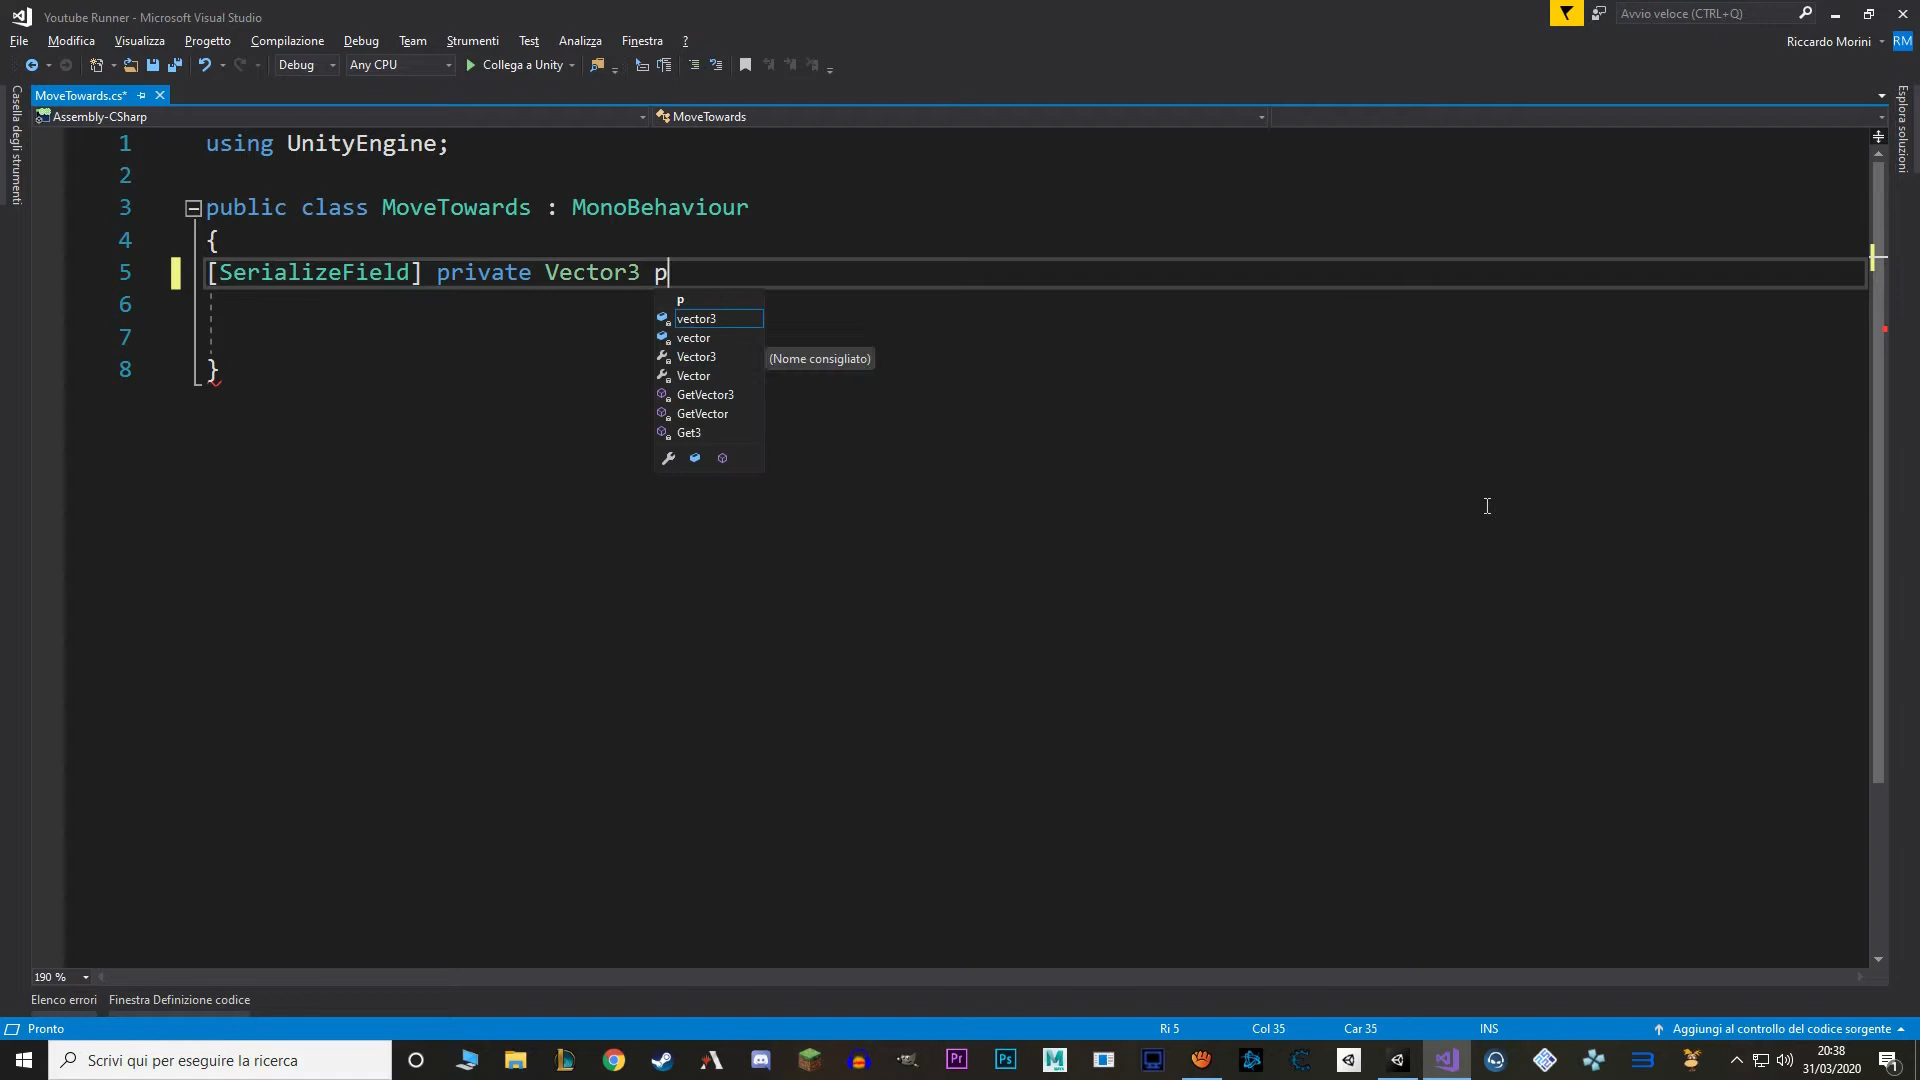 Youtube Runner - Microsoft Visual Studio
Avvio veloce (CTRL+Q)
File Modifica Visualizza Progetto Compilazione Debug Team Strumenti Test Analizza Finestra ?
Riccardo Morini RM
Debug Any CPU Collega a Unity
Casella degli strumenti
MoveTowards.cs*
Esplora soluzioni
Assembly-CSharp MoveTowards
1 using UnityEngine;
2
3 public class MoveTowards : MonoBehaviour
4 {
5 [SerializeField] private Vector3 p
6
7
8 }
p
vector3
vector
Vector3
(Nome consigliato)
Vector
GetVector3
GetVector
Get3
190 %
Elenco errori Finestra Definizione codice
Pronto Ri 5 Col 35 Car 35 INS Aggiungi al controllo del codice sorgente
Scrivi qui per eseguire la ricerca
Pr Ps M
20:38
31/03/2020
1